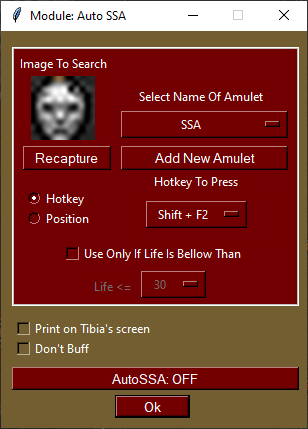 Module: Auto SSA
Image To Search
Select Name Of Amulet
SSA
Recapture
Add New Amulet
Hotkey To Press
Hotkey
Position
Shift + F2
Use Only If Life Is Bellow Than
Life <=
30
Print on Tibia's screen
Don't Buff
AutoSSA: OFF
Ok